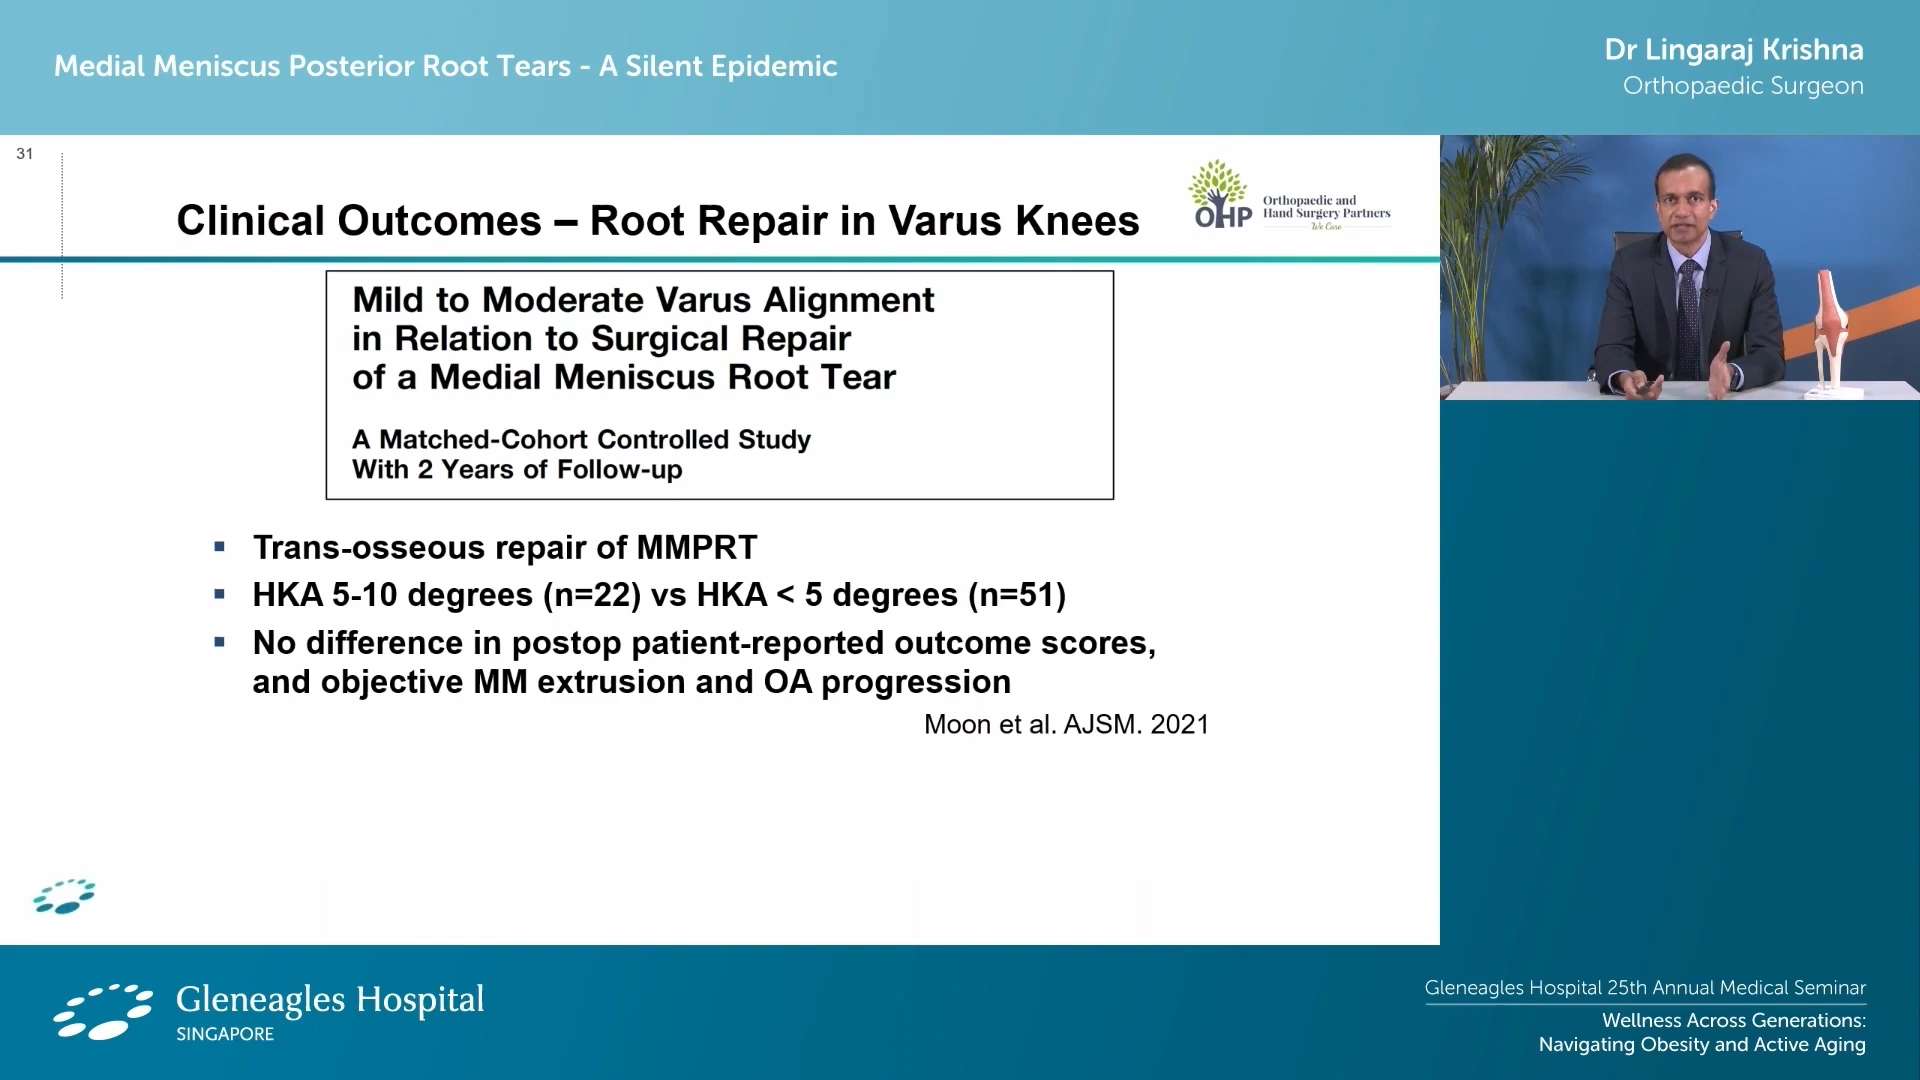 Medial Meniscus Posterior Root Tears - A Silent Epidemic
Dr Lingaraj Krishna
Orthopaedic Surgeon
31
Clinical Outcomes – Root Repair in Varus Knees
OHP
Orthopaedic and
Hand Surgery Partners
We Care
Mild to Moderate Varus Alignment
in Relation to Surgical Repair
of a Medial Meniscus Root Tear
A Matched-Cohort Controlled Study
With 2 Years of Follow-up
▪ Trans-osseous repair of MMPRT
▪ HKA 5-10 degrees (n=22) vs HKA < 5 degrees (n=51)
▪ No difference in postop patient-reported outcome scores,
and objective MM extrusion and OA progression
Moon et al. AJSM. 2021
Gleneagles Hospital
SINGAPORE
Gleneagles Hospital 25th Annual Medical Seminar
Wellness Across Generations:
Navigating Obesity and Active Aging